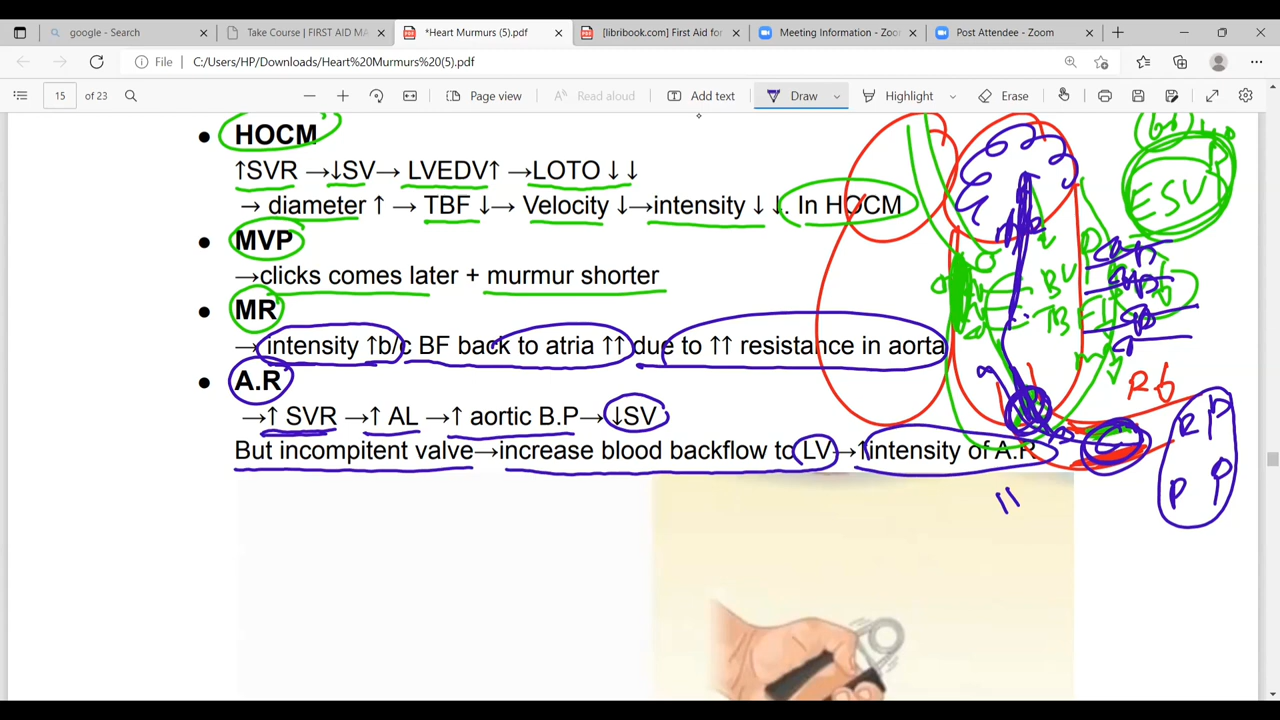 google - Search
Take Course | FIRST AID MA
*Heart Murmurs (5).pdf
[libribook.com] First Aid for
Meeting Information - Zoo
Post Attendee - Zoom
File C:/Users/HP/Downloads/Heart%20Murmurs%20(5).pdf
15 of 23
Page view
Read aloud
Add text
Draw
Highlight
Erase
● HOCM
↑SVR →↓SV→ LVEDV↑ →LOTO ↓↓
→ diameter ↑ → TBF ↓→ Velocity ↓→intensity ↓↓. In HOCM
● MVP
→clicks comes later + murmur shorter
● MR
→ intensity ↑b/c BF back to atria ↑↑ due to ↑↑ resistance in aorta
● A.R
→↑ SVR →↑ AL →↑ aortic B.P→ ↓SV
But incompitent valve→increase blood backflow to LV→↑intensity of A.R
ESV